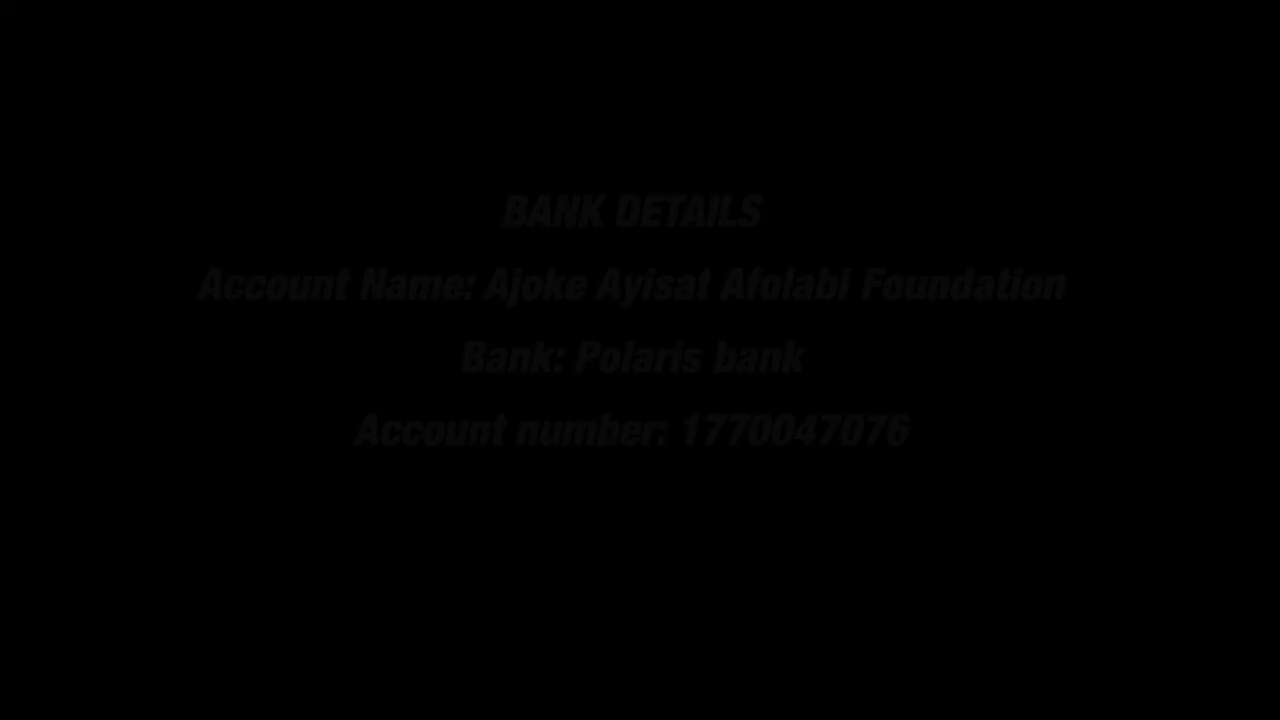 BANK DETAILS
Account Name: Ajoke Ayisat Afolabi Foundation
Bank: Polaris bank
Account number: 1770047076